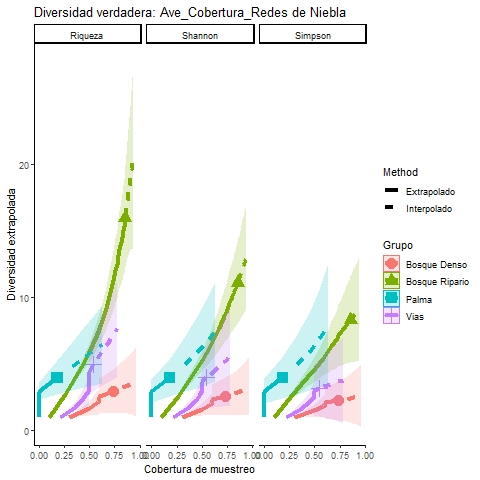 Diversidad verdadera: Ave_Cobertura_Redes de Niebla
Riqueza
Shannon
Simpson
Diversidad extrapolada
20
10
0
0.00 0.25 0.50 0.75 1.00
0.00 0.25 0.50 0.75 1.00
0.00 0.25 0.50 0.75 1.00
Cobertura de muestreo
Method
Extrapolado
Interpolado
Grupo
Bosque Denso
Bosque Ripario
Palma
Vias